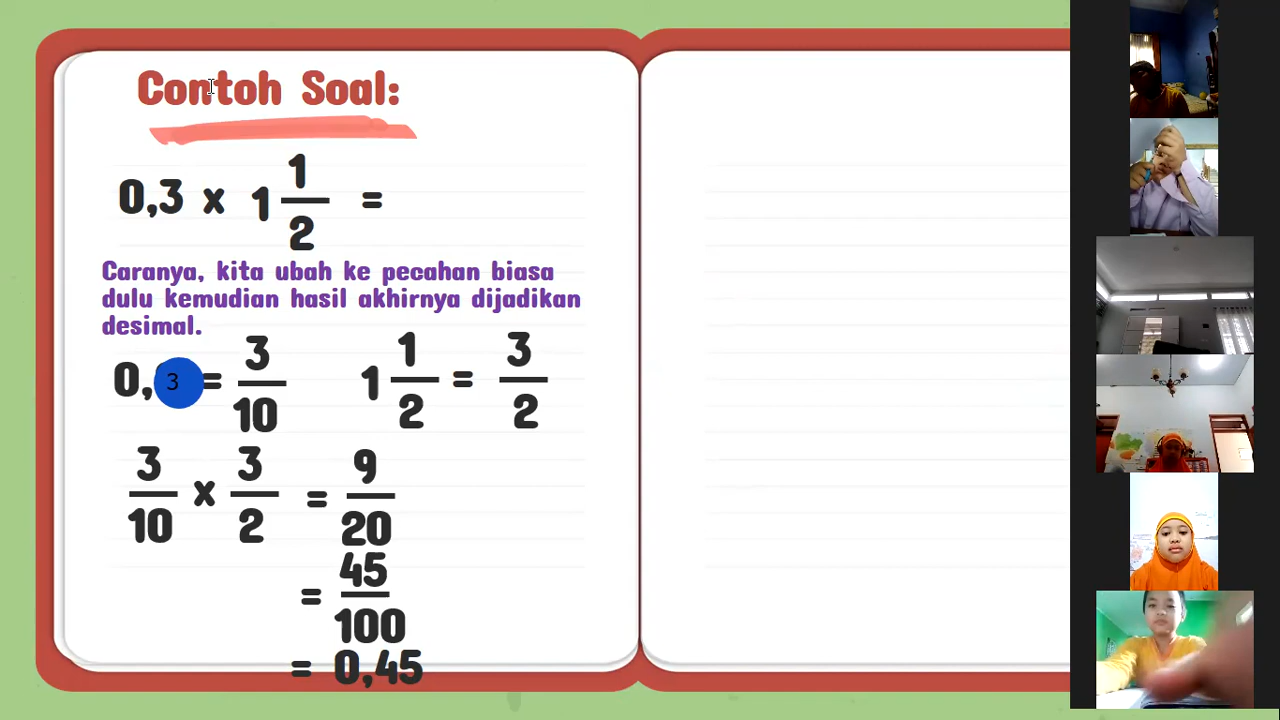 Contoh Soal:
0,3 x 1 1/2 =
Caranya, kita ubah ke pecahan biasa
dulu kemudian hasil akhirnya dijadikan
desimal.
0,3 = 3/10 1 1/2 = 3/2
3/10 x 3/2 = 9/20
= 45/100
= 0,45